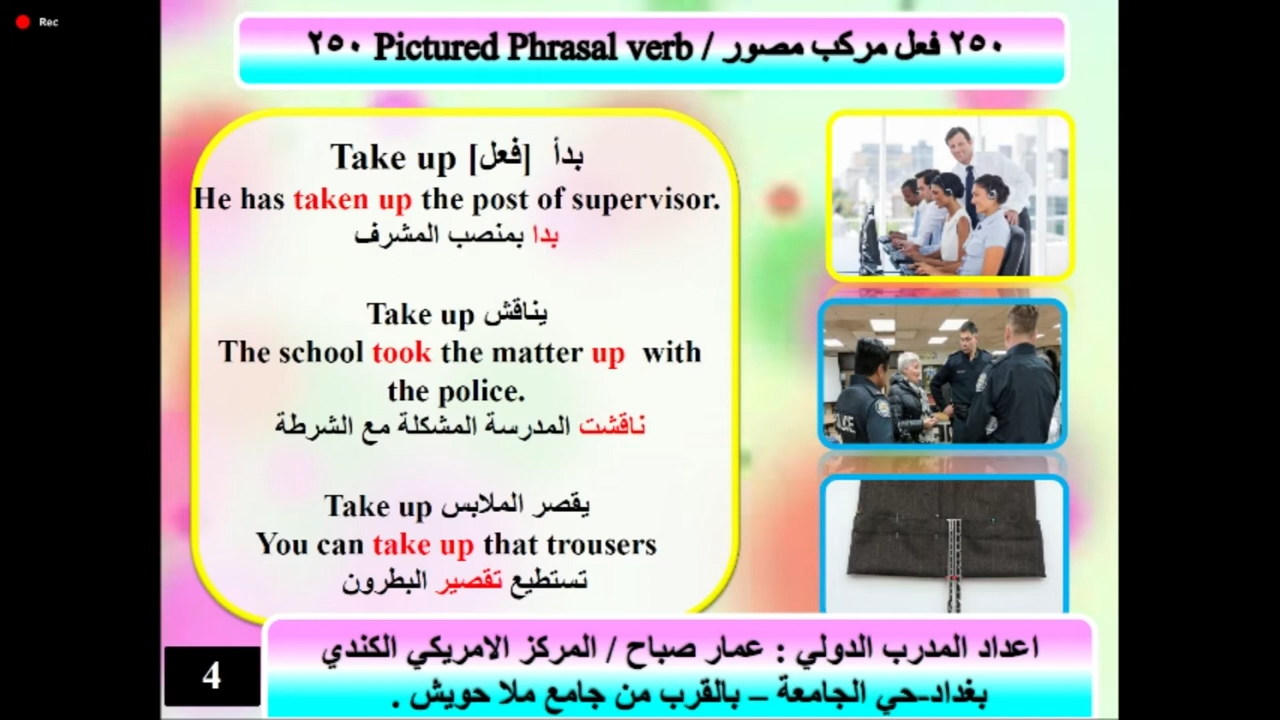 Rec
٢٥٠ فعل مركب مصور / Pictured Phrasal verb ٢٥٠
Take up [فعل] بدأ
He has taken up the post of supervisor.
بدا بمنصب المشرف
Take up يناقش
The school took the matter up with
the police.
ناقشت المدرسة المشكلة مع الشرطة
Take up يقصر الملابس
You can take up that trousers
تستطيع تقصير البطرون
اعداد المدرب الدولي : عمار صباح / المركز الامريكي الكندي
بغداد-حي الجامعة – بالقرب من جامع ملا حويش .
4